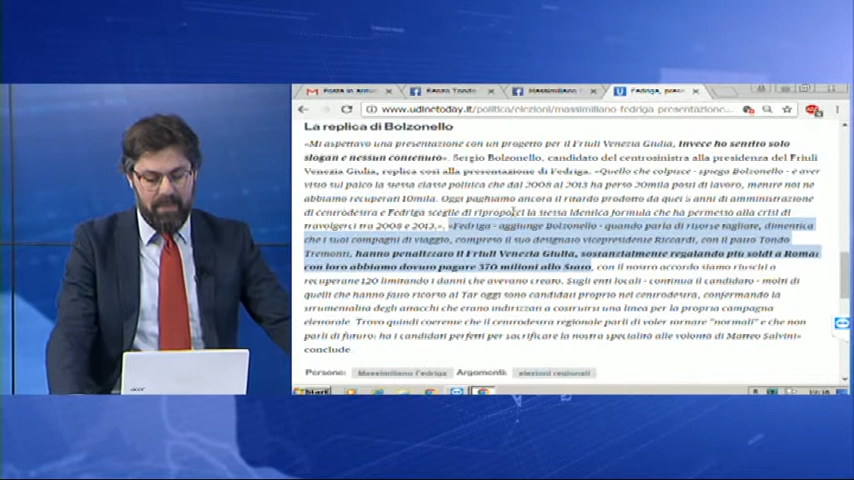 Posta in arrivo
Renzo Tondo
Massimiliano F
Fedriga, prese
www.udinetoday.it/politica/elezioni/massimiliano-fedriga-presentazione...
La replica di Bolzonello
«Mi aspettavo una presentazione con un progetto per il Friuli Venezia Giulia, invece ho sentito solo
slogan e nessun contenuto». Sergio Bolzonello, candidato del centrosinistra alla presidenza del Friuli
Venezia Giulia, replica così alla presentazione di Fedriga. «Quello che colpisce - spiega Bolzonello - è aver
visto sul palco la stessa classe politica che dal 2008 al 2013 ha perso 20mila posti di lavoro, mentre noi ne
abbiamo recuperati 10mila. Oggi paghiamo ancora il ritardo prodotto da quei 5 anni di amministrazione
di centrodestra e Fedriga sceglie di riproporci la stessa identica formula che ha permesso alla crisi di
travolgerci tra 2008 e 2013.». «Fedriga - aggiunge Bolzonello - quando parla di risorse tagliate, dimentica
che i suoi compagni di viaggio, compreso il suo designato vicepresidente Riccardi, con il patto Tondo
Tremonti, hanno penalizzato il Friuli Venezia Giulia, sostanzialmente regalando più soldi a Roma:
con loro abbiamo dovuto pagare 370 milioni allo Stato, con il nostro accordo siamo riusciti a
recuperare 120 limitando i danni che avevano creato. Sugli enti locali - continua il candidato - molti di
quelli che hanno fatto ricorso al Tar oggi sono candidati proprio nel centrodestra, confermando la
strumentalità degli attacchi che erano indirizzati a costruirsi una linea per la propria campagna
elettorale. Trovo quindi coerente che il centrodestra regionale parli di voler tornare "normali" e che non
parli di futuro: ha i candidati perfetti per sacrificare la nostra specialità alle volontà di Matteo Salvini»
conclude.
Persone: Massimiliano Fedriga Argomenti: elezioni regionali
Start
acer